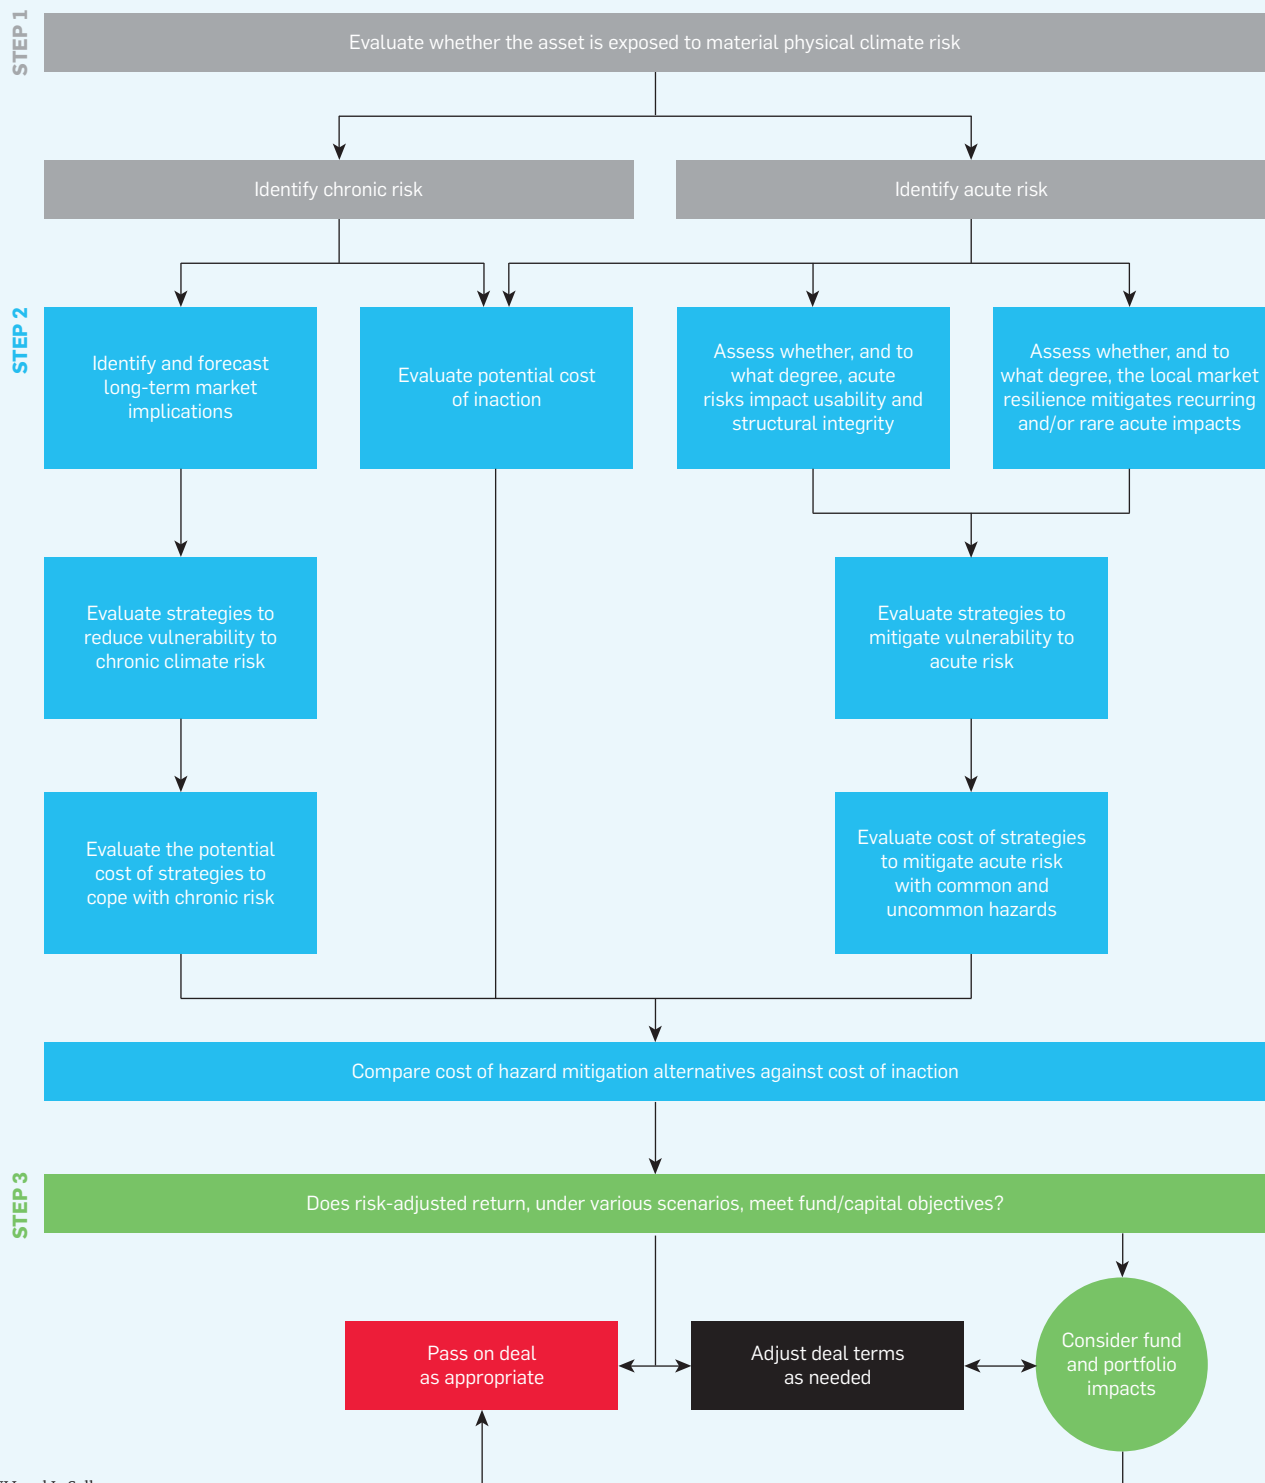 STEP 1
Evaluate whether the asset is exposed to material physical climate risk
Identify chronic risk
Identify acute risk
STEP 2
Identify and forecast
long-term market
implications
Evaluate potential cost
of inaction
Assess whether, and to
what degree, acute
risks impact usability and
structural integrity
Assess whether, and to
what degree, the local market
resilience mitigates recurring
and/or rare acute impacts
Evaluate strategies to
reduce vulnerability to
chronic climate risk
Evaluate strategies to
mitigate vulnerability to
acute risk
Evaluate the potential
cost of strategies to
cope with chronic risk
Evaluate cost of strategies
to mitigate acute risk
with common and
uncommon hazards
Compare cost of hazard mitigation alternatives against cost of inaction
STEP 3
Does risk-adjusted return, under various scenarios, meet fund/capital objectives?
Pass on deal
as appropriate
Adjust deal terms
as needed
Consider fund
and portfolio
impacts